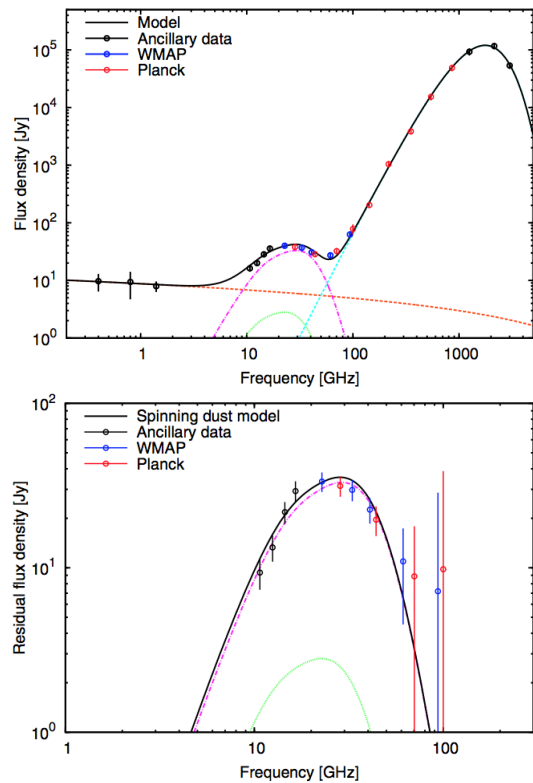 Model
Ancillary data
WMAP
Planck
Flux density [Jy]
10^5
10^4
10^3
10^2
10^1
10^0
1 10 100 1000
Frequency [GHz]
Spinning dust model
Ancillary data
WMAP
Planck
Residual flux density [Jy]
10^2
10^1
10^0
1 10 100
Frequency [GHz]